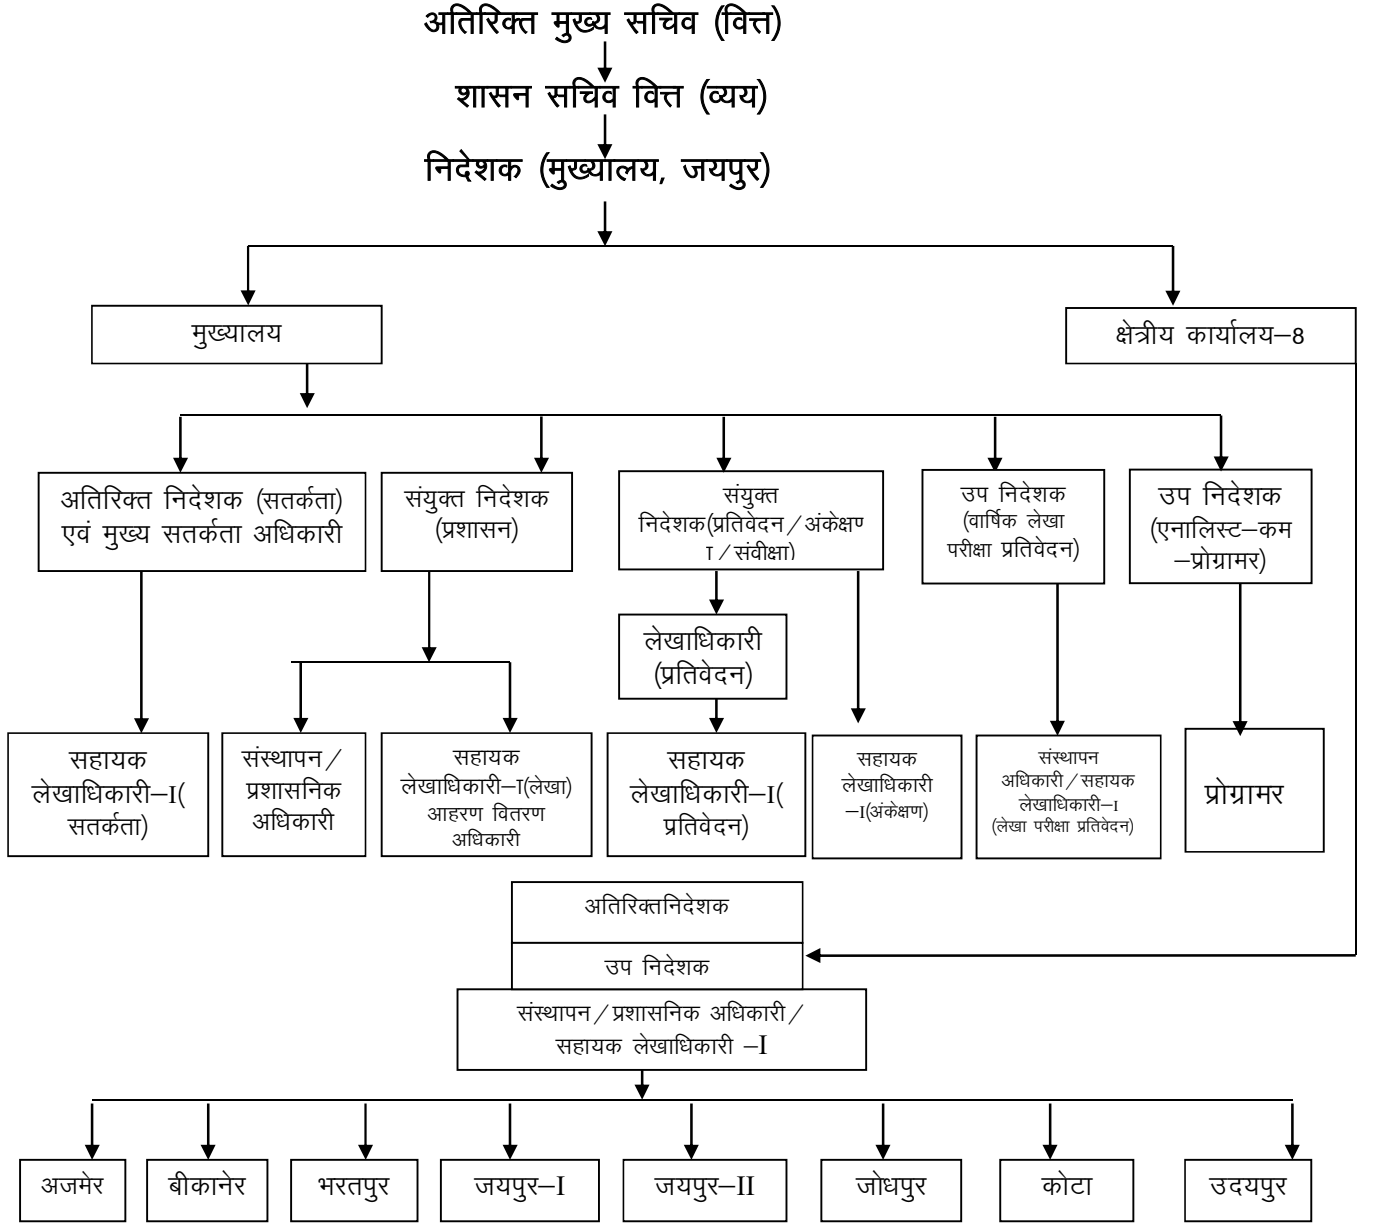 अतिरिक्त मुख्य सचिव (वित्त)
शासन सचिव वित्त (व्यय)
निदेशक (मुख्यालय, जयपुर)
मुख्यालय
क्षेत्रीय कार्यालय–8
अतिरिक्त निदेशक (सतर्कता)
एवं मुख्य सतर्कता अधिकारी
संयुक्त निदेशक
(प्रशासन)
संयुक्त
निदेशक(प्रतिवेदन/अंकेक्षण
ा/संवीक्षा)
उप निदेशक
(वार्षिक लेखा
परीक्षा प्रतिवेदन)
उप निदेशक
(एनालिस्ट–कम
–प्रोग्रामर)
लेखाधिकारी
(प्रतिवेदन)
सहायक
लेखाधिकारी–I(
सतर्कता)
संस्थापन/
प्रशासनिक
अधिकारी
सहायक
लेखाधिकारी–I(लेखा)
आहरण वितरण
अधिकारी
सहायक
लेखाधिकारी–I(
प्रतिवेदन)
सहायक
लेखाधिकारी
–I(अंकेक्षण)
संस्थापन
अधिकारी/सहायक
लेखाधिकारी–I
(लेखा परीक्षा प्रतिवेदन)
प्रोग्रामर
अतिरिक्तनिदेशक
उप निदेशक
संस्थापन/प्रशासनिक अधिकारी/
सहायक लेखाधिकारी –I
अजमेर
बीकानेर
भरतपुर
जयपुर–I
जयपुर–II
जोधपुर
कोटा
उदयपुर